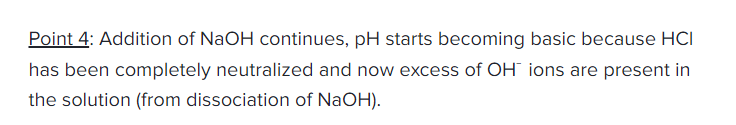 Point 4: Addition of NaOH continues, pH starts becoming basic because HCl
has been completely neutralized and now excess of OH⁻ ions are present in
the solution (from dissociation of NaOH).